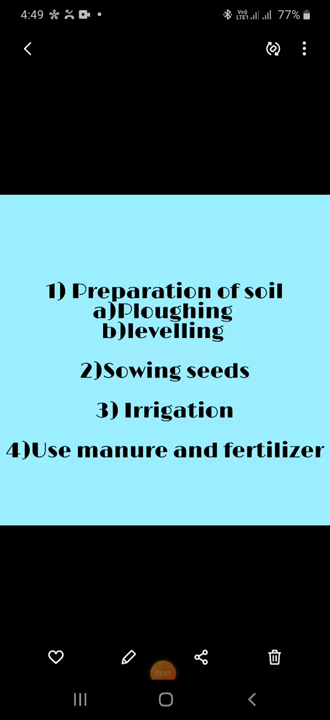 4:49
77%
1) Preparation of soil
a)Ploughing
b)levelling
2)Sowing seeds
3) Irrigation
4)Use manure and fertilizer